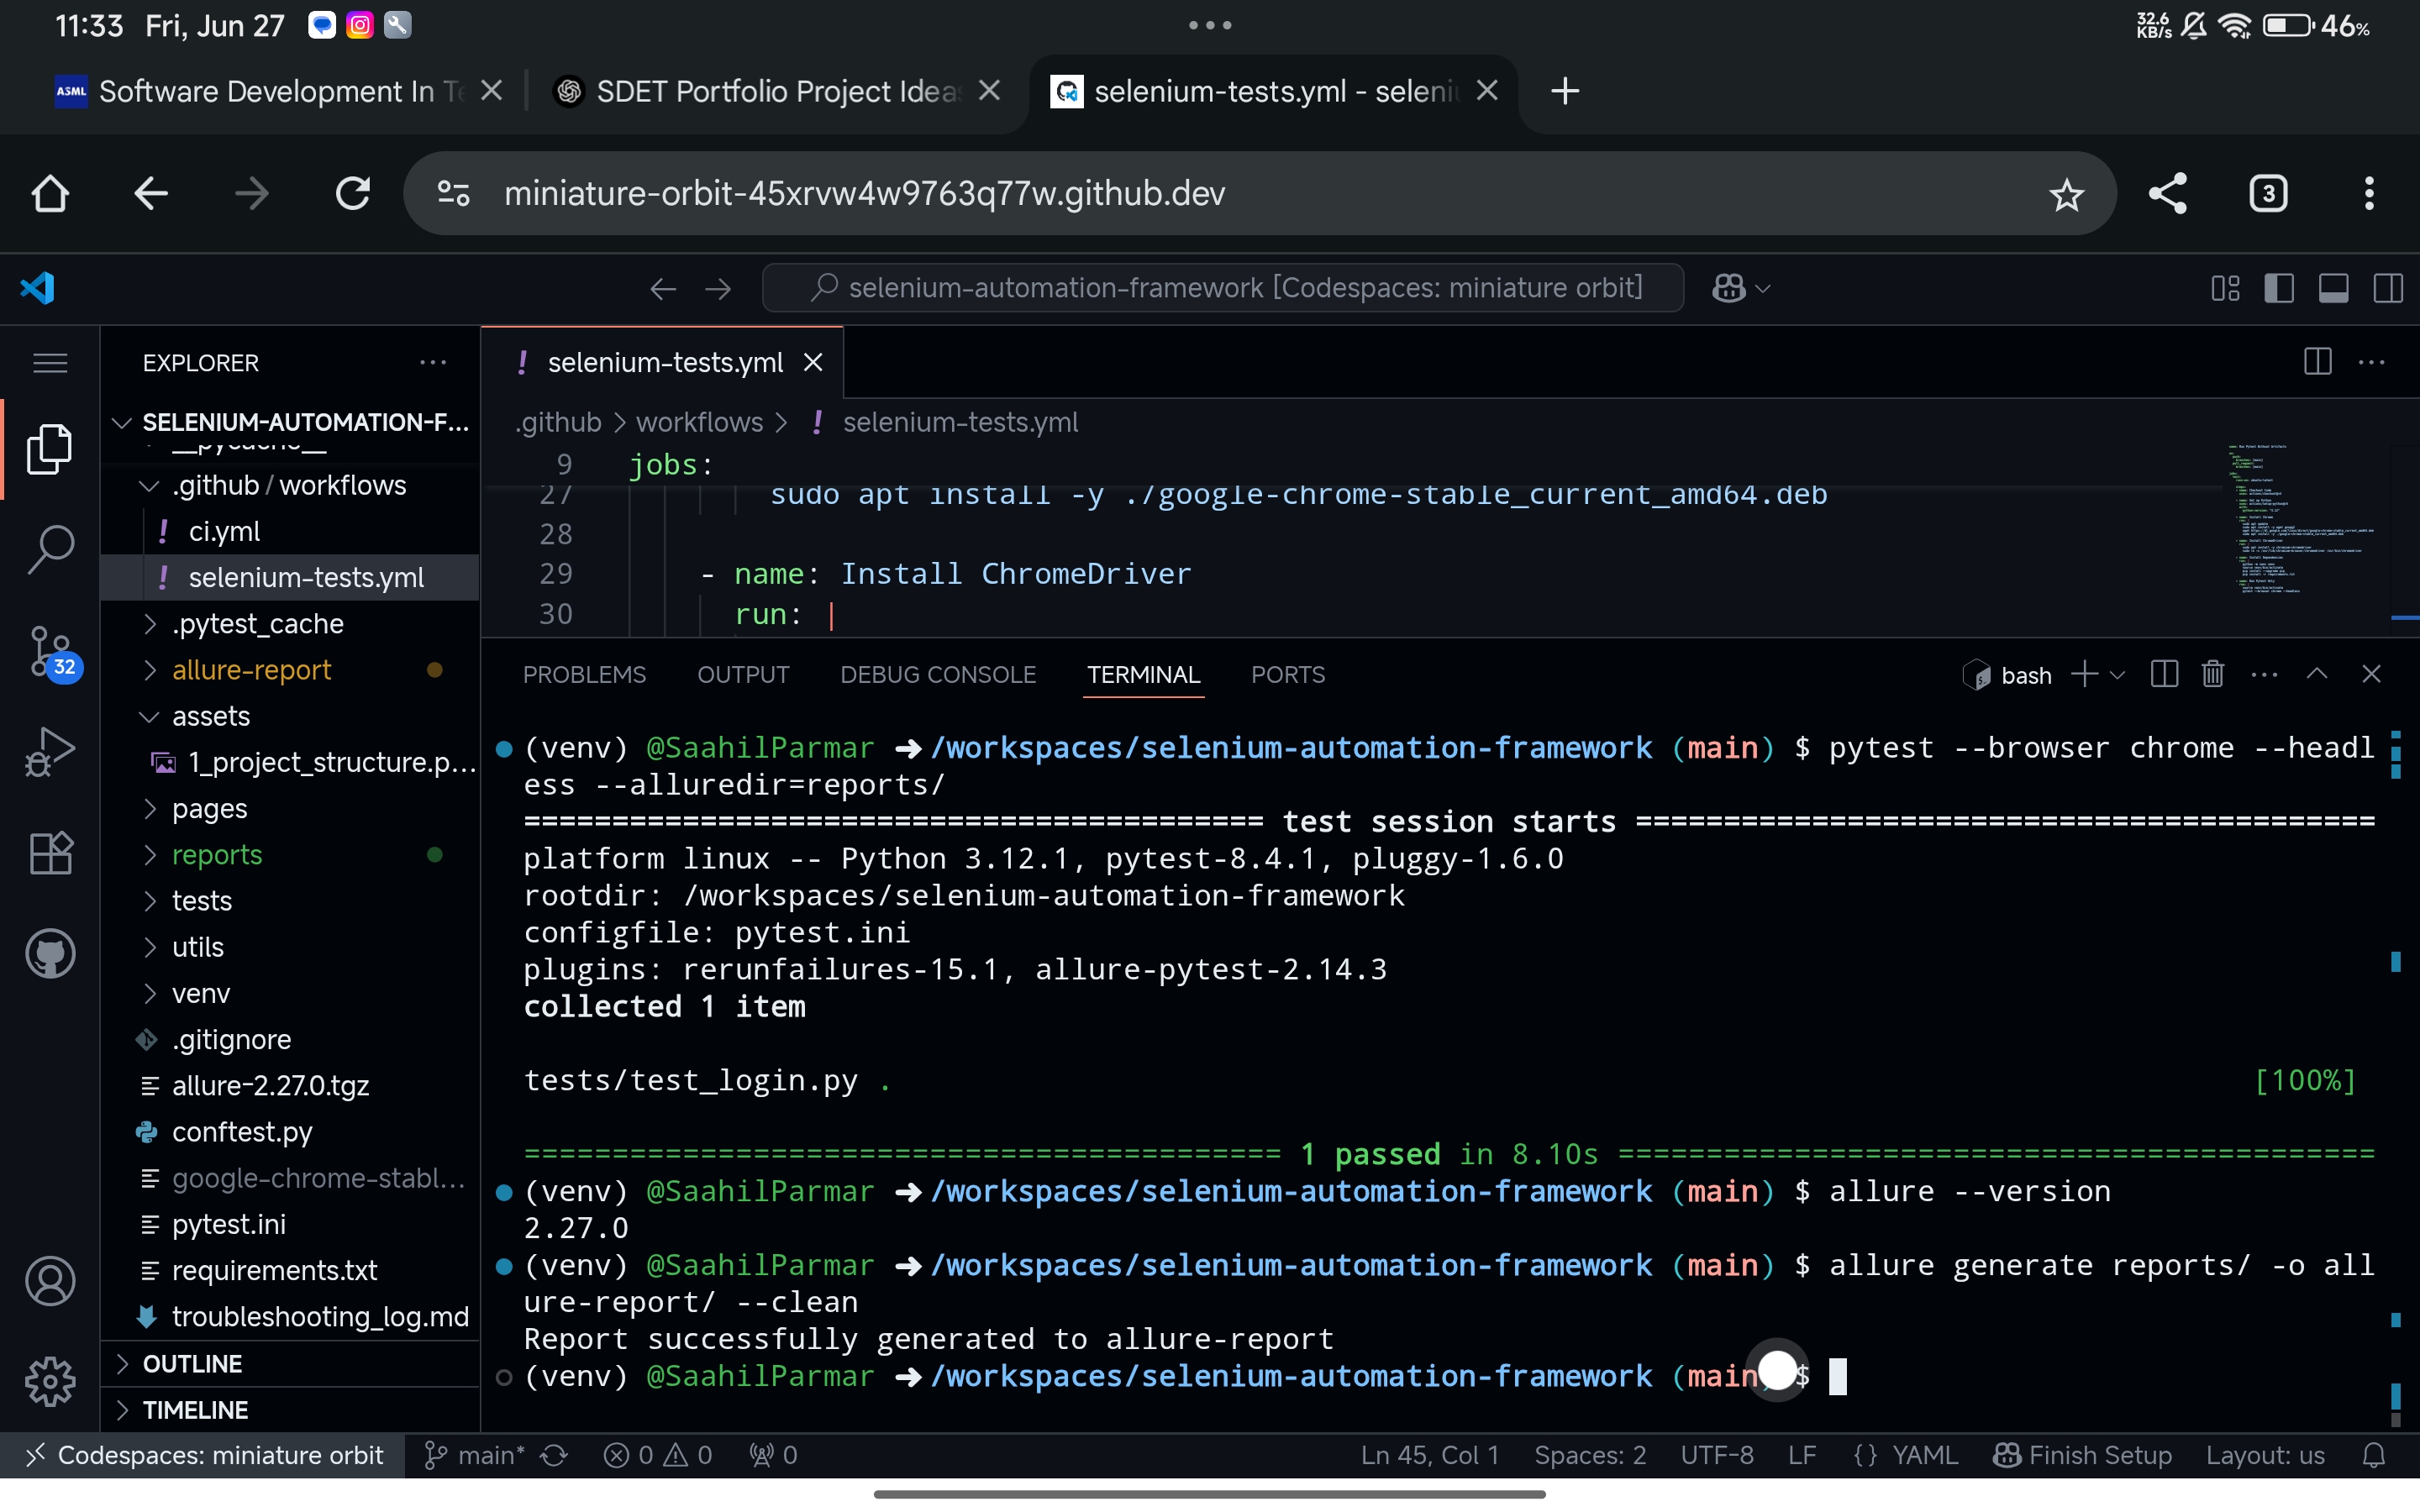 11:33 Fri, Jun 27
32.6 KB/s 46%
ASML Software Development In Te
SDET Portfolio Project Ideas
selenium-tests.yml - seleniu
miniature-orbit-45xrvw4w9763q77w.github.dev
3
selenium-automation-framework [Codespaces: miniature orbit]
EXPLORER
SELENIUM-AUTOMATION-F...
__pycache__
.github / workflows
ci.yml
selenium-tests.yml
.pytest_cache
allure-report
assets
1_project_structure.p...
pages
reports
tests
utils
venv
.gitignore
allure-2.27.0.tgz
conftest.py
google-chrome-stabl...
pytest.ini
requirements.txt
troubleshooting_log.md
OUTLINE
TIMELINE
32
! selenium-tests.yml
.github > workflows > ! selenium-tests.yml
9 jobs:
27 sudo apt install -y ./google-chrome-stable_current_amd64.deb
28
29 - name: Install ChromeDriver
30 run: |
PROBLEMS OUTPUT DEBUG CONSOLE TERMINAL PORTS
bash
(venv) @SaahilParmar ➜ /workspaces/selenium-automation-framework (main) $ pytest --browser chrome --headl
ess --alluredir=reports/
========================================== test session starts ==========================================
platform linux -- Python 3.12.1, pytest-8.4.1, pluggy-1.6.0
rootdir: /workspaces/selenium-automation-framework
configfile: pytest.ini
plugins: rerunfailures-15.1, allure-pytest-2.14.3
collected 1 item
tests/test_login.py . [100%]
=========================================== 1 passed in 8.10s ===========================================
(venv) @SaahilParmar ➜ /workspaces/selenium-automation-framework (main) $ allure --version
2.27.0
(venv) @SaahilParmar ➜ /workspaces/selenium-automation-framework (main) $ allure generate reports/ -o all
ure-report/ --clean
Report successfully generated to allure-report
(venv) @SaahilParmar ➜ /workspaces/selenium-automation-framework (main $
Codespaces: miniature orbit main* 0 0 0 Ln 45, Col 1 Spaces: 2 UTF-8 LF {} YAML Finish Setup Layout: us